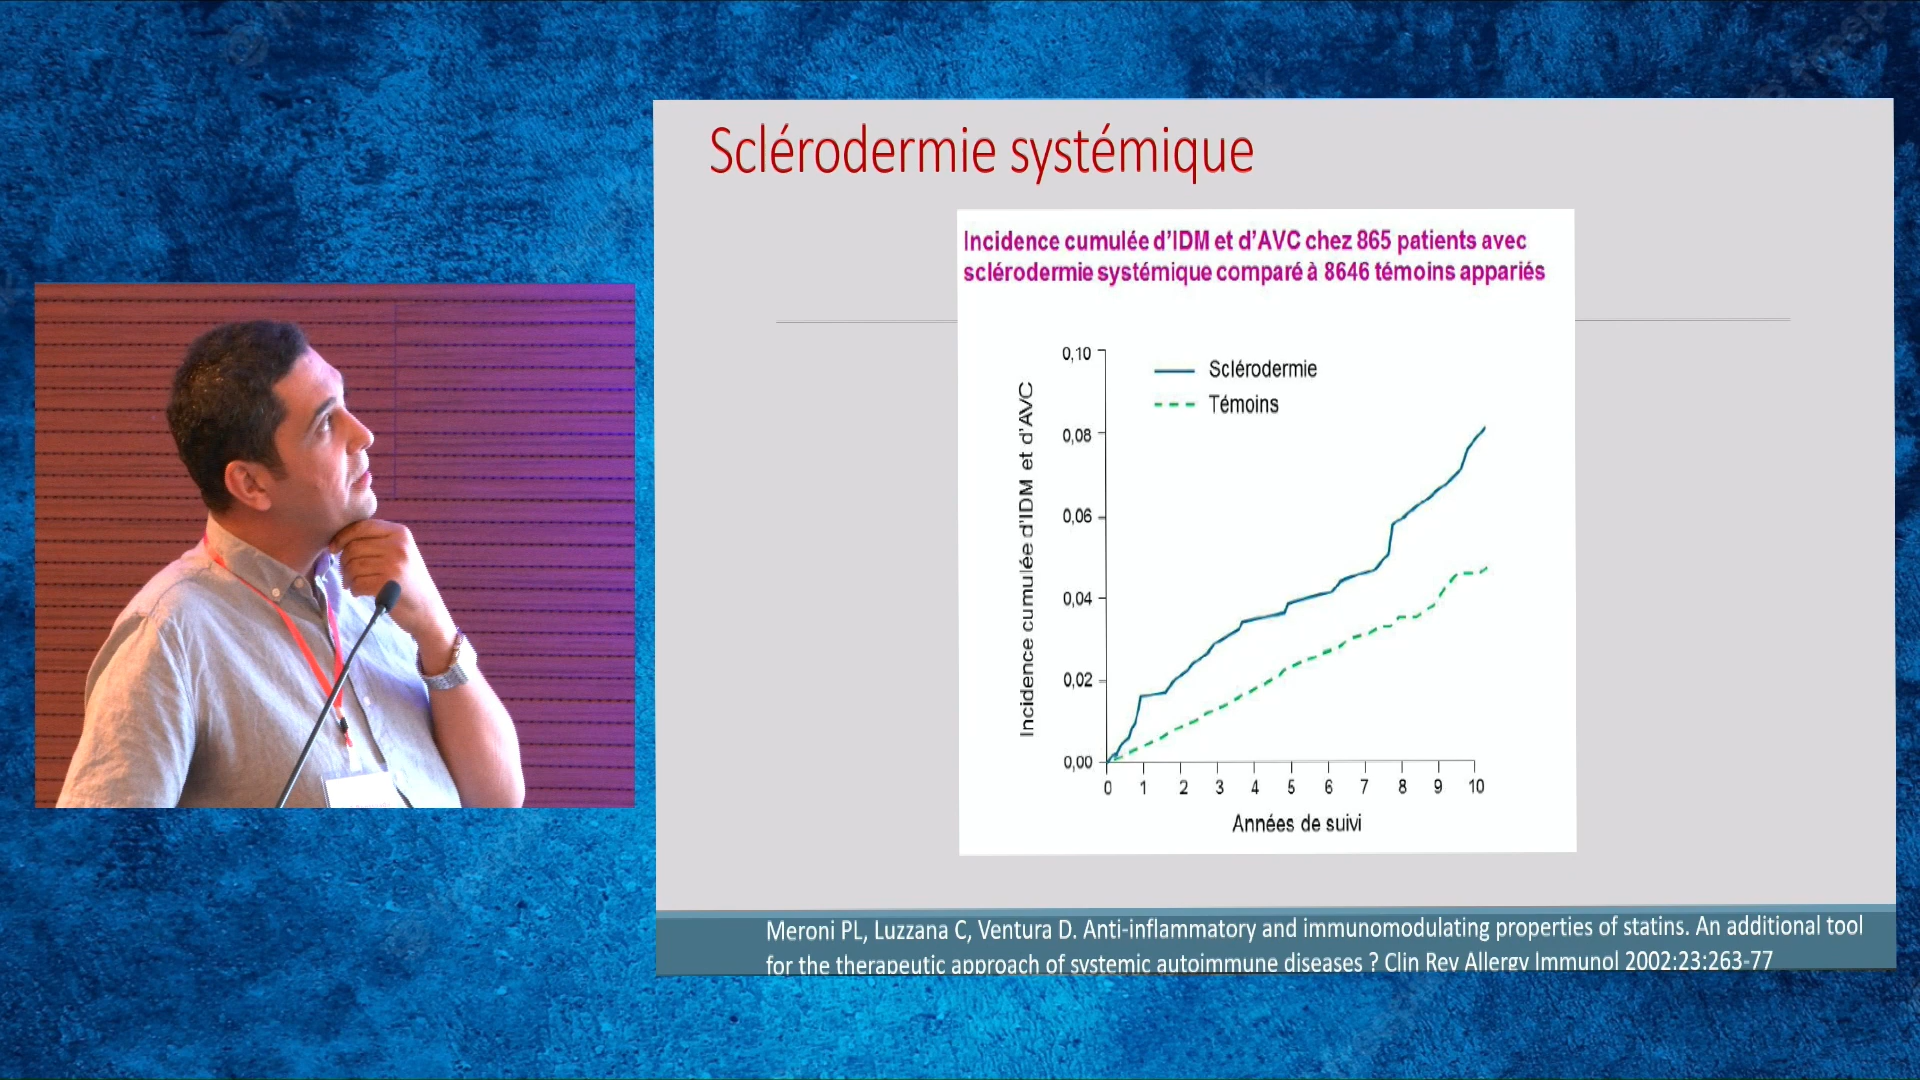 Sclérodermie systémique
Incidence cumulée d'IDM et d'AVC chez 865 patients avec
sclérodermie systémique comparé à 8646 témoins appariés
Incidence cumulée d'IDM et d'AVC
0,10
0,08
0,06
0,04
0,02
0,00
Sclérodermie
Témoins
0 1 2 3 4 5 6 7 8 9 10
Années de suivi
Meroni PL, Luzzana C, Ventura D. Anti-inflammatory and immunomodulating properties of statins. An additional tool
for the therapeutic approach of systemic autoimmune diseases ? Clin Rev Allergy Immunol 2002;23:263-77